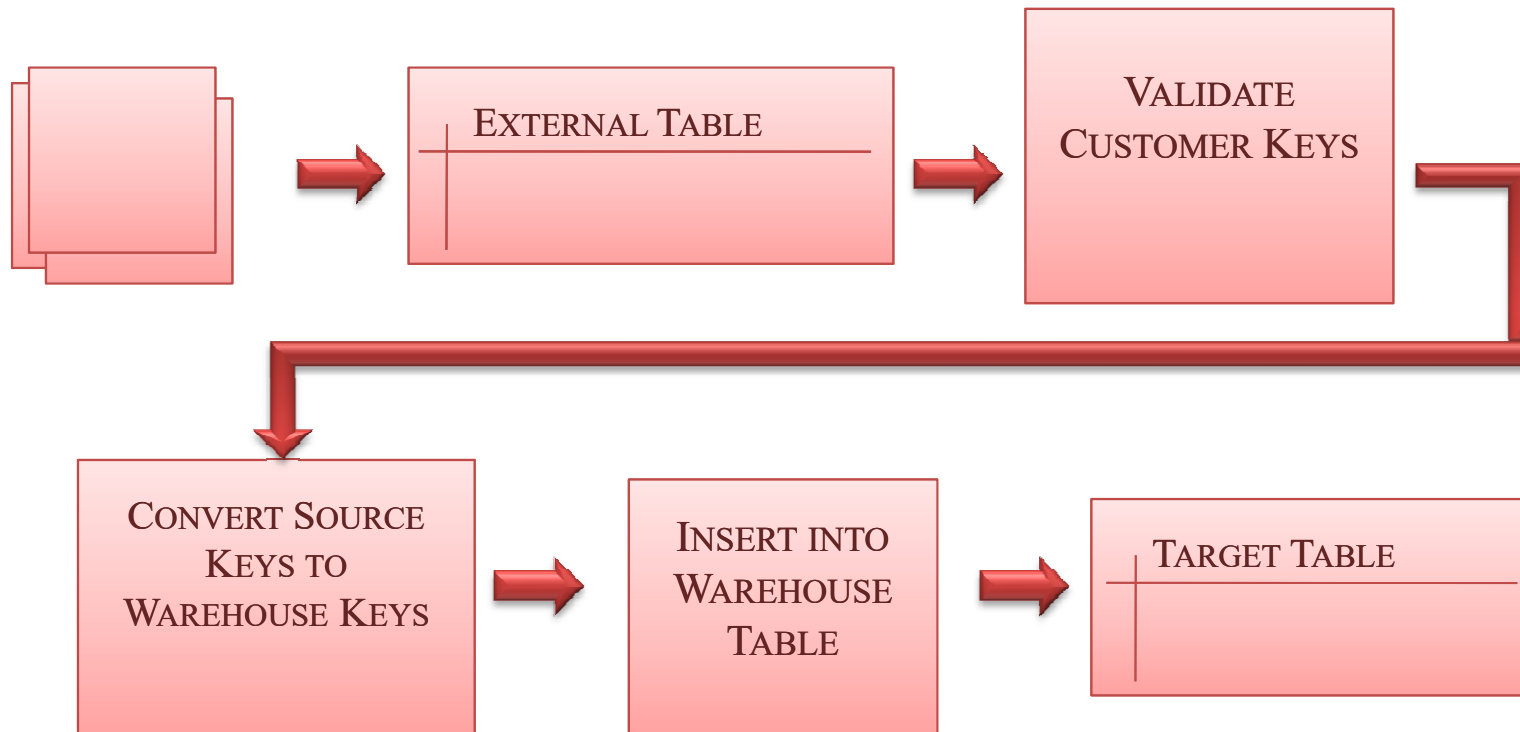 EXTERNAL TABLE
VALIDATE
CUSTOMER KEYS
CONVERT SOURCE
KEYS TO
WAREHOUSE KEYS
INSERT INTO
WAREHOUSE
TABLE
TARGET TABLE